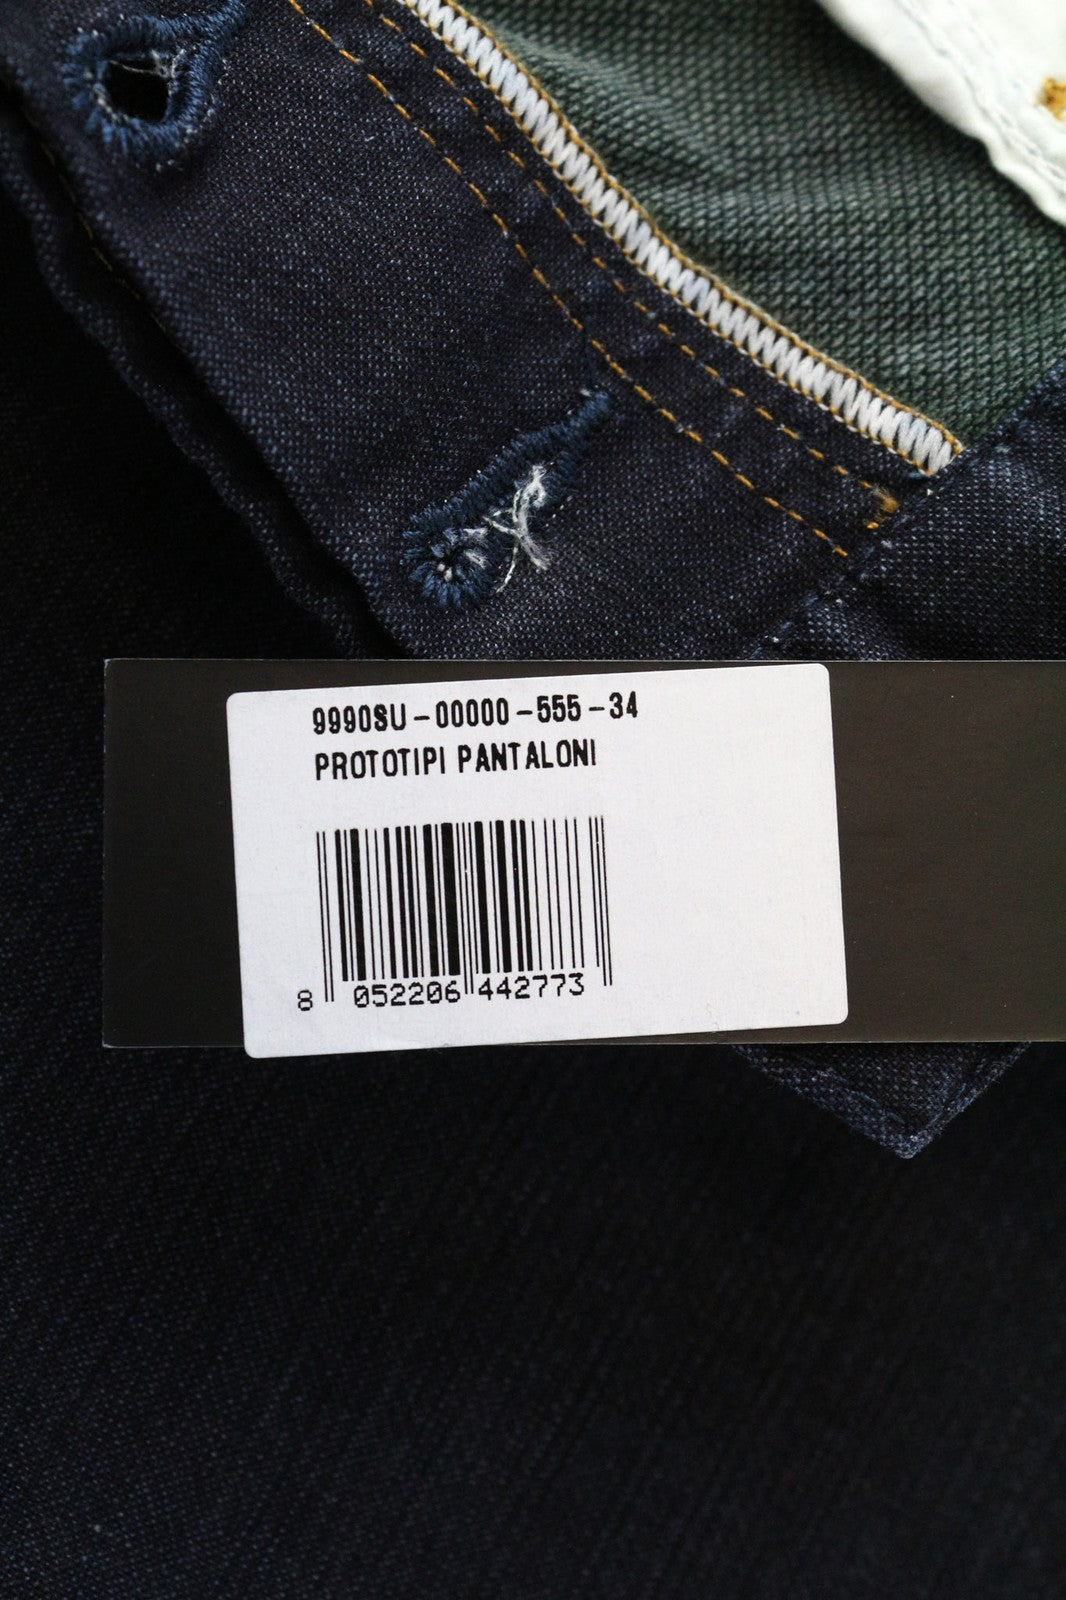 9990SU-00000-555-34
PROTOTIPI PANTALONI
8 052206 442773